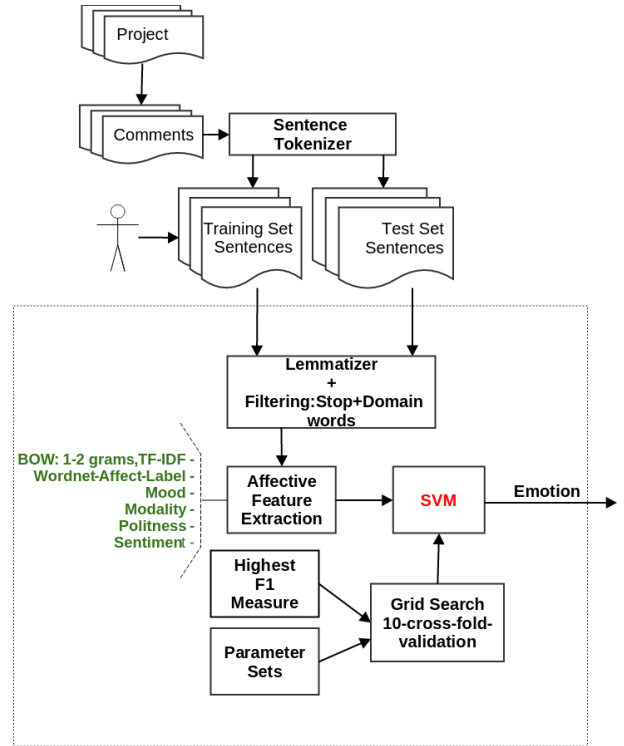 Project
Comments
Sentence
Tokenizer
Training Set
Sentences
Test Set
Sentences
Lemmatizer
+
Filtering:Stop+Domain
words
BOW: 1-2 grams,TF-IDF -
Wordnet-Affect-Label -
Mood -
Modality -
Politness -
Sentiment -
Affective
Feature
Extraction
SVM
Emotion
Highest
F1
Measure
Parameter
Sets
Grid Search
10-cross-fold-
validation